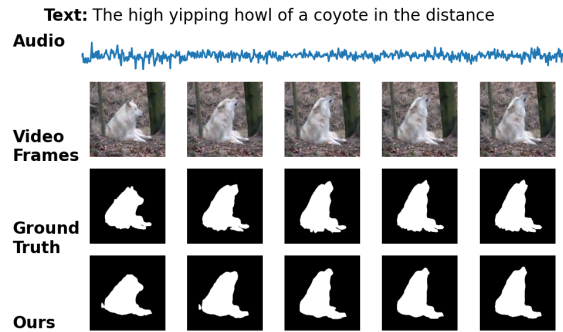 Text: The high yipping howl of a coyote in the distance
Audio
Video
Frames
Ground
Truth
Ours